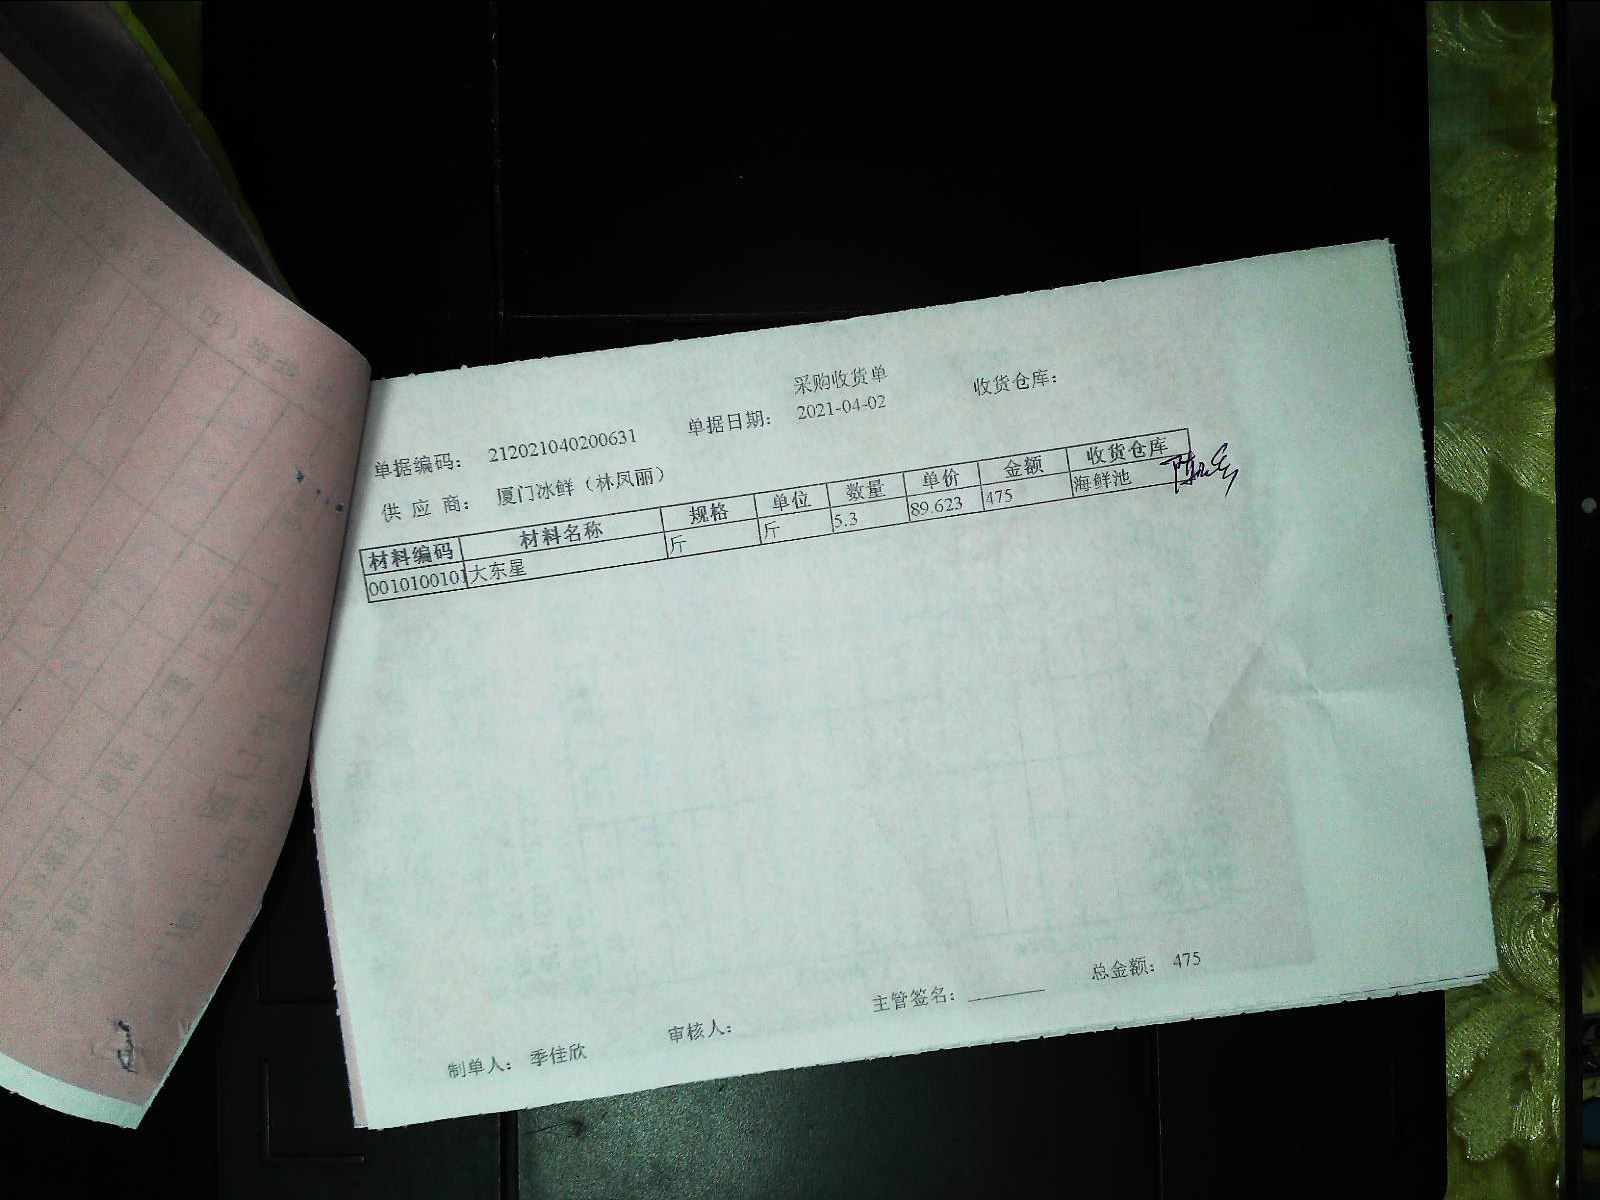 采购收货单
单据编码： 212021040200631 单据日期： 2021-04-02 收货仓库：
供 应 商： 厦门冰鲜（林凤丽）
材料编码 材料名称 规格 单位 数量 单价 金额 收货仓库
0010100101 大东星 斤 斤 5.3 89.623 475 海鲜池
总金额： 475
制单人： 季佳欣 审核人： 主管签名：